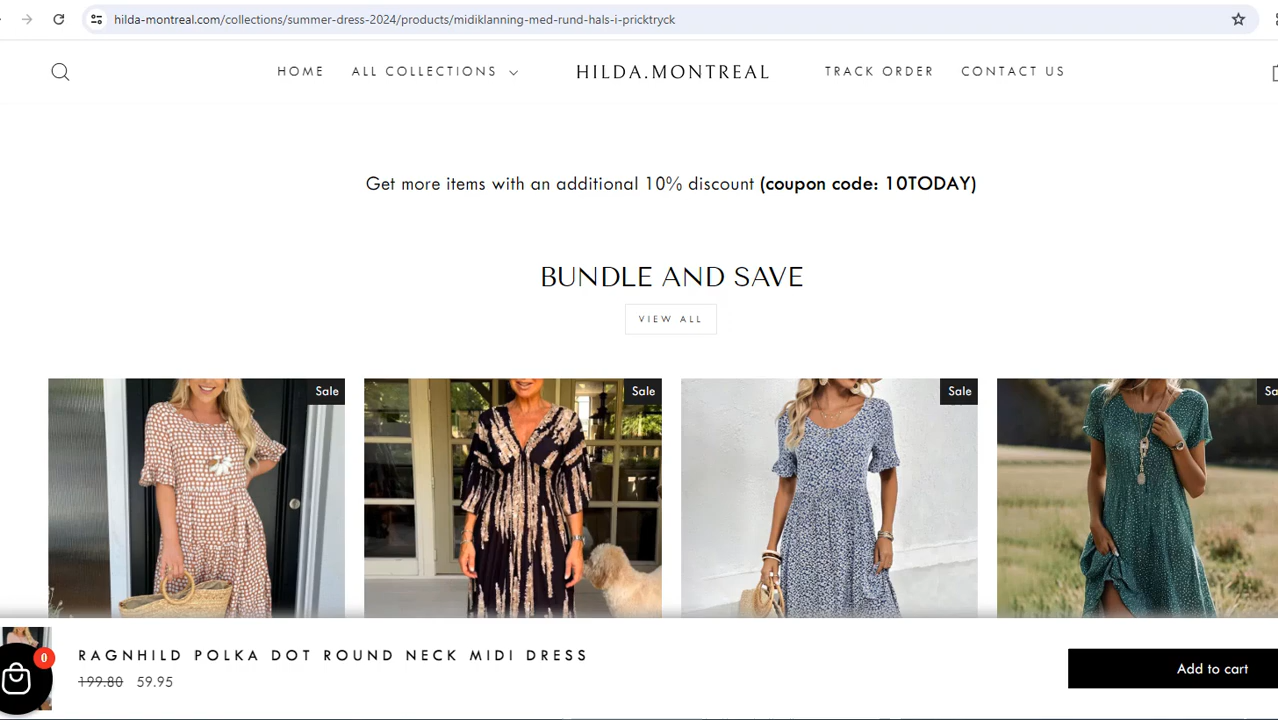 hilda-montreal.com/collections/summer-dress-2024/products/midiklanning-med-rund-hals-i-pricktryck
HOME ALL COLLECTIONS HILDA.MONTREAL TRACK ORDER CONTACT US
Get more items with an additional 10% discount (coupon code: 10TODAY)
BUNDLE AND SAVE
VIEW ALL
Sale Sale Sale Sa
RAGNHILD POLKA DOT ROUND NECK MIDI DRESS
0
199.80 59.95
Add to cart